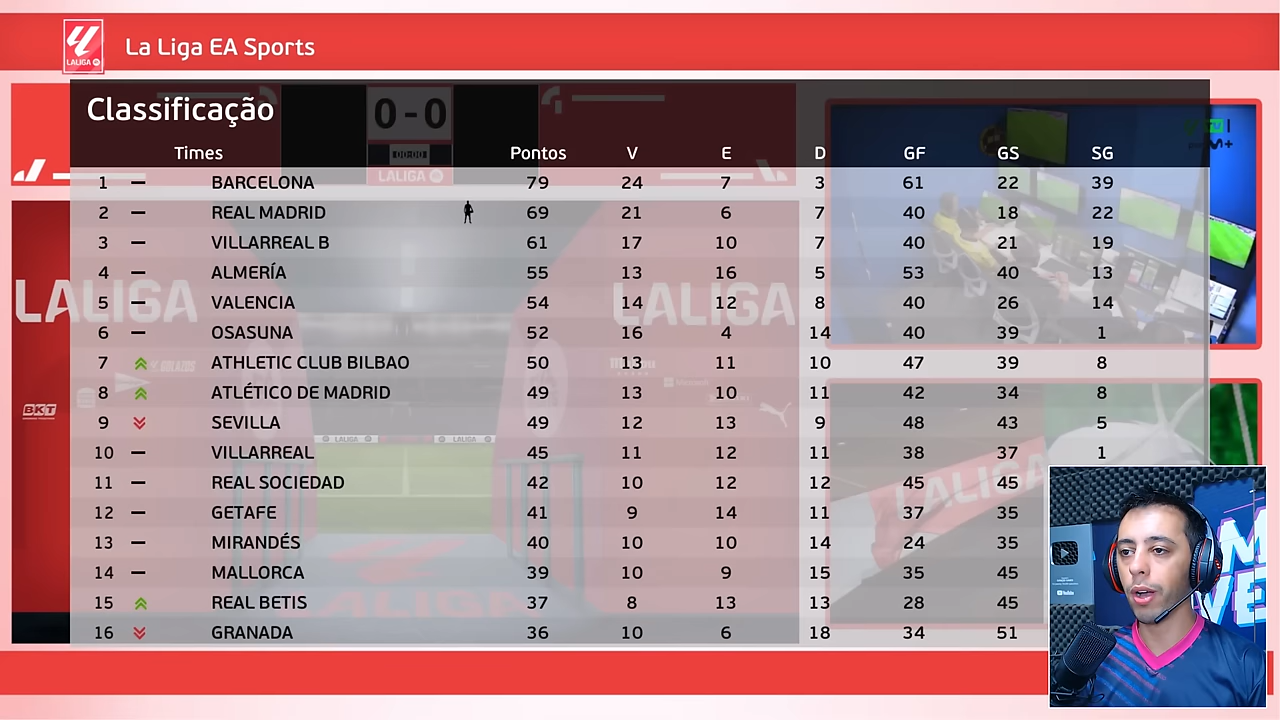 La Liga EA Sports
LALIGA
Classificação
0 - 0
00:00
LALIGA
M+
Times Pontos V E D GF GS SG
1 — BARCELONA 79 24 7 3 61 22 39
2 — REAL MADRID 69 21 6 7 40 18 22
3 — VILLARREAL B 61 17 10 7 40 21 19
4 — ALMERÍA 55 13 16 5 53 40 13
5 — VALENCIA 54 14 12 8 40 26 14
6 — OSASUNA 52 16 4 14 40 39 1
7 ATHLETIC CLUB BILBAO 50 13 11 10 47 39 8
8 ATLÉTICO DE MADRID 49 13 10 11 42 34 8
9 SEVILLA 49 12 13 9 48 43 5
10 — VILLARREAL 45 11 12 11 38 37 1
11 — REAL SOCIEDAD 42 10 12 12 45 45
12 — GETAFE 41 9 14 11 37 35
13 — MIRANDÉS 40 10 10 14 24 35
14 — MALLORCA 39 10 9 15 35 45
15 REAL BETIS 37 8 13 13 28 45
16 GRANADA 36 10 6 18 34 51
LALIGA
LALIGA
BKT
LALIGA
LALIGA
LALIGA
YouTube